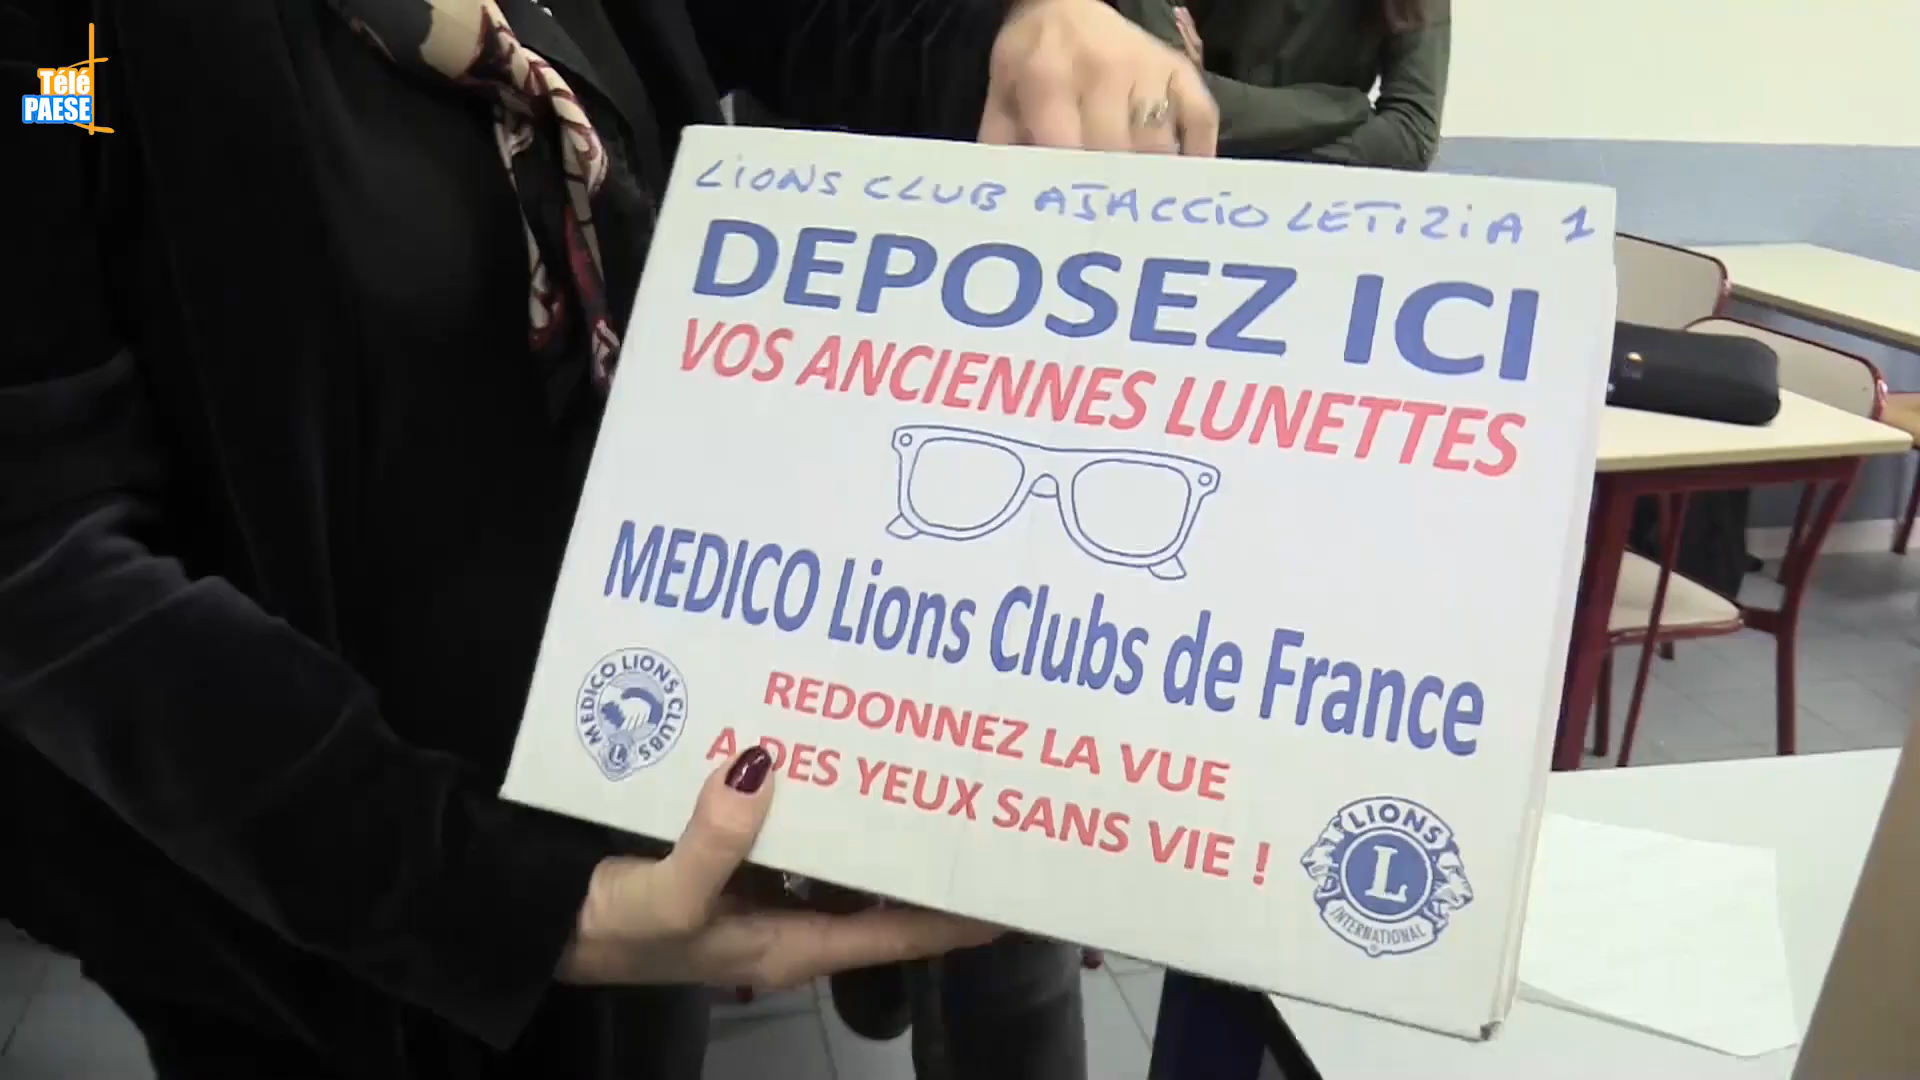 Télé
PAESE
LIONS CLUB AJACCIO LETIZIA 1
DEPOSEZ ICI
VOS ANCIENNES LUNETTES
MEDICO Lions Clubs de France
MEDICO LIONS CLUBS
L
REDONNEZ LA VUE
A DES YEUX SANS VIE !
LIONS
L
INTERNATIONAL